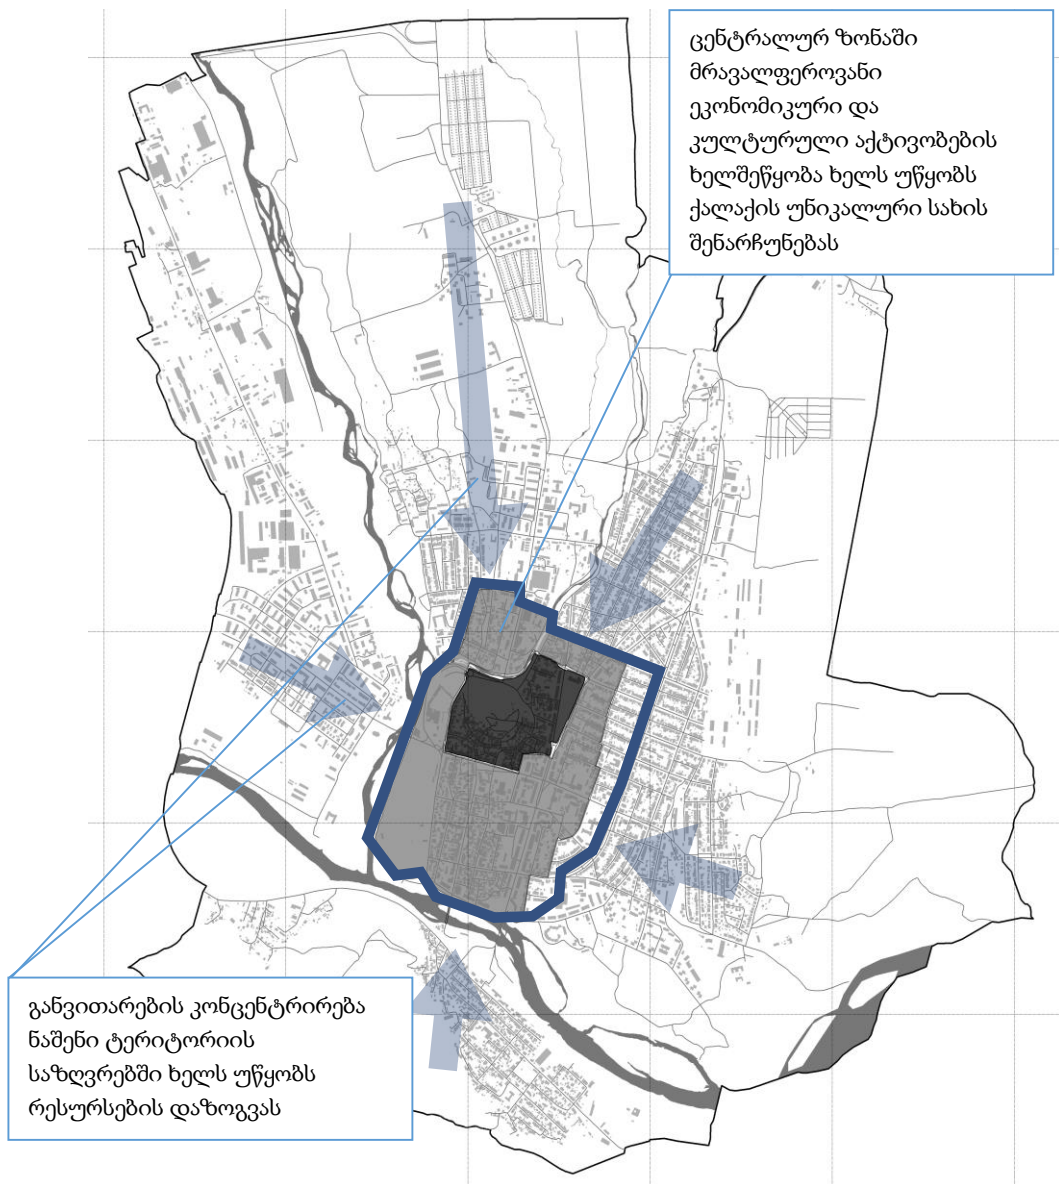 ცენტრალურ ზონაში
მრავალფეროვანი
ეკონომიკური და
კულტურული აქტივობების
ხელშეწყობა ხელს უწყობს
ქალაქის უნიკალური სახის
შენარჩუნებას
განვითარების კონცენტრირება
ნაშენი ტერიტორიის
საზღვრებში ხელს უწყობს
რესურსების დაზოგვას